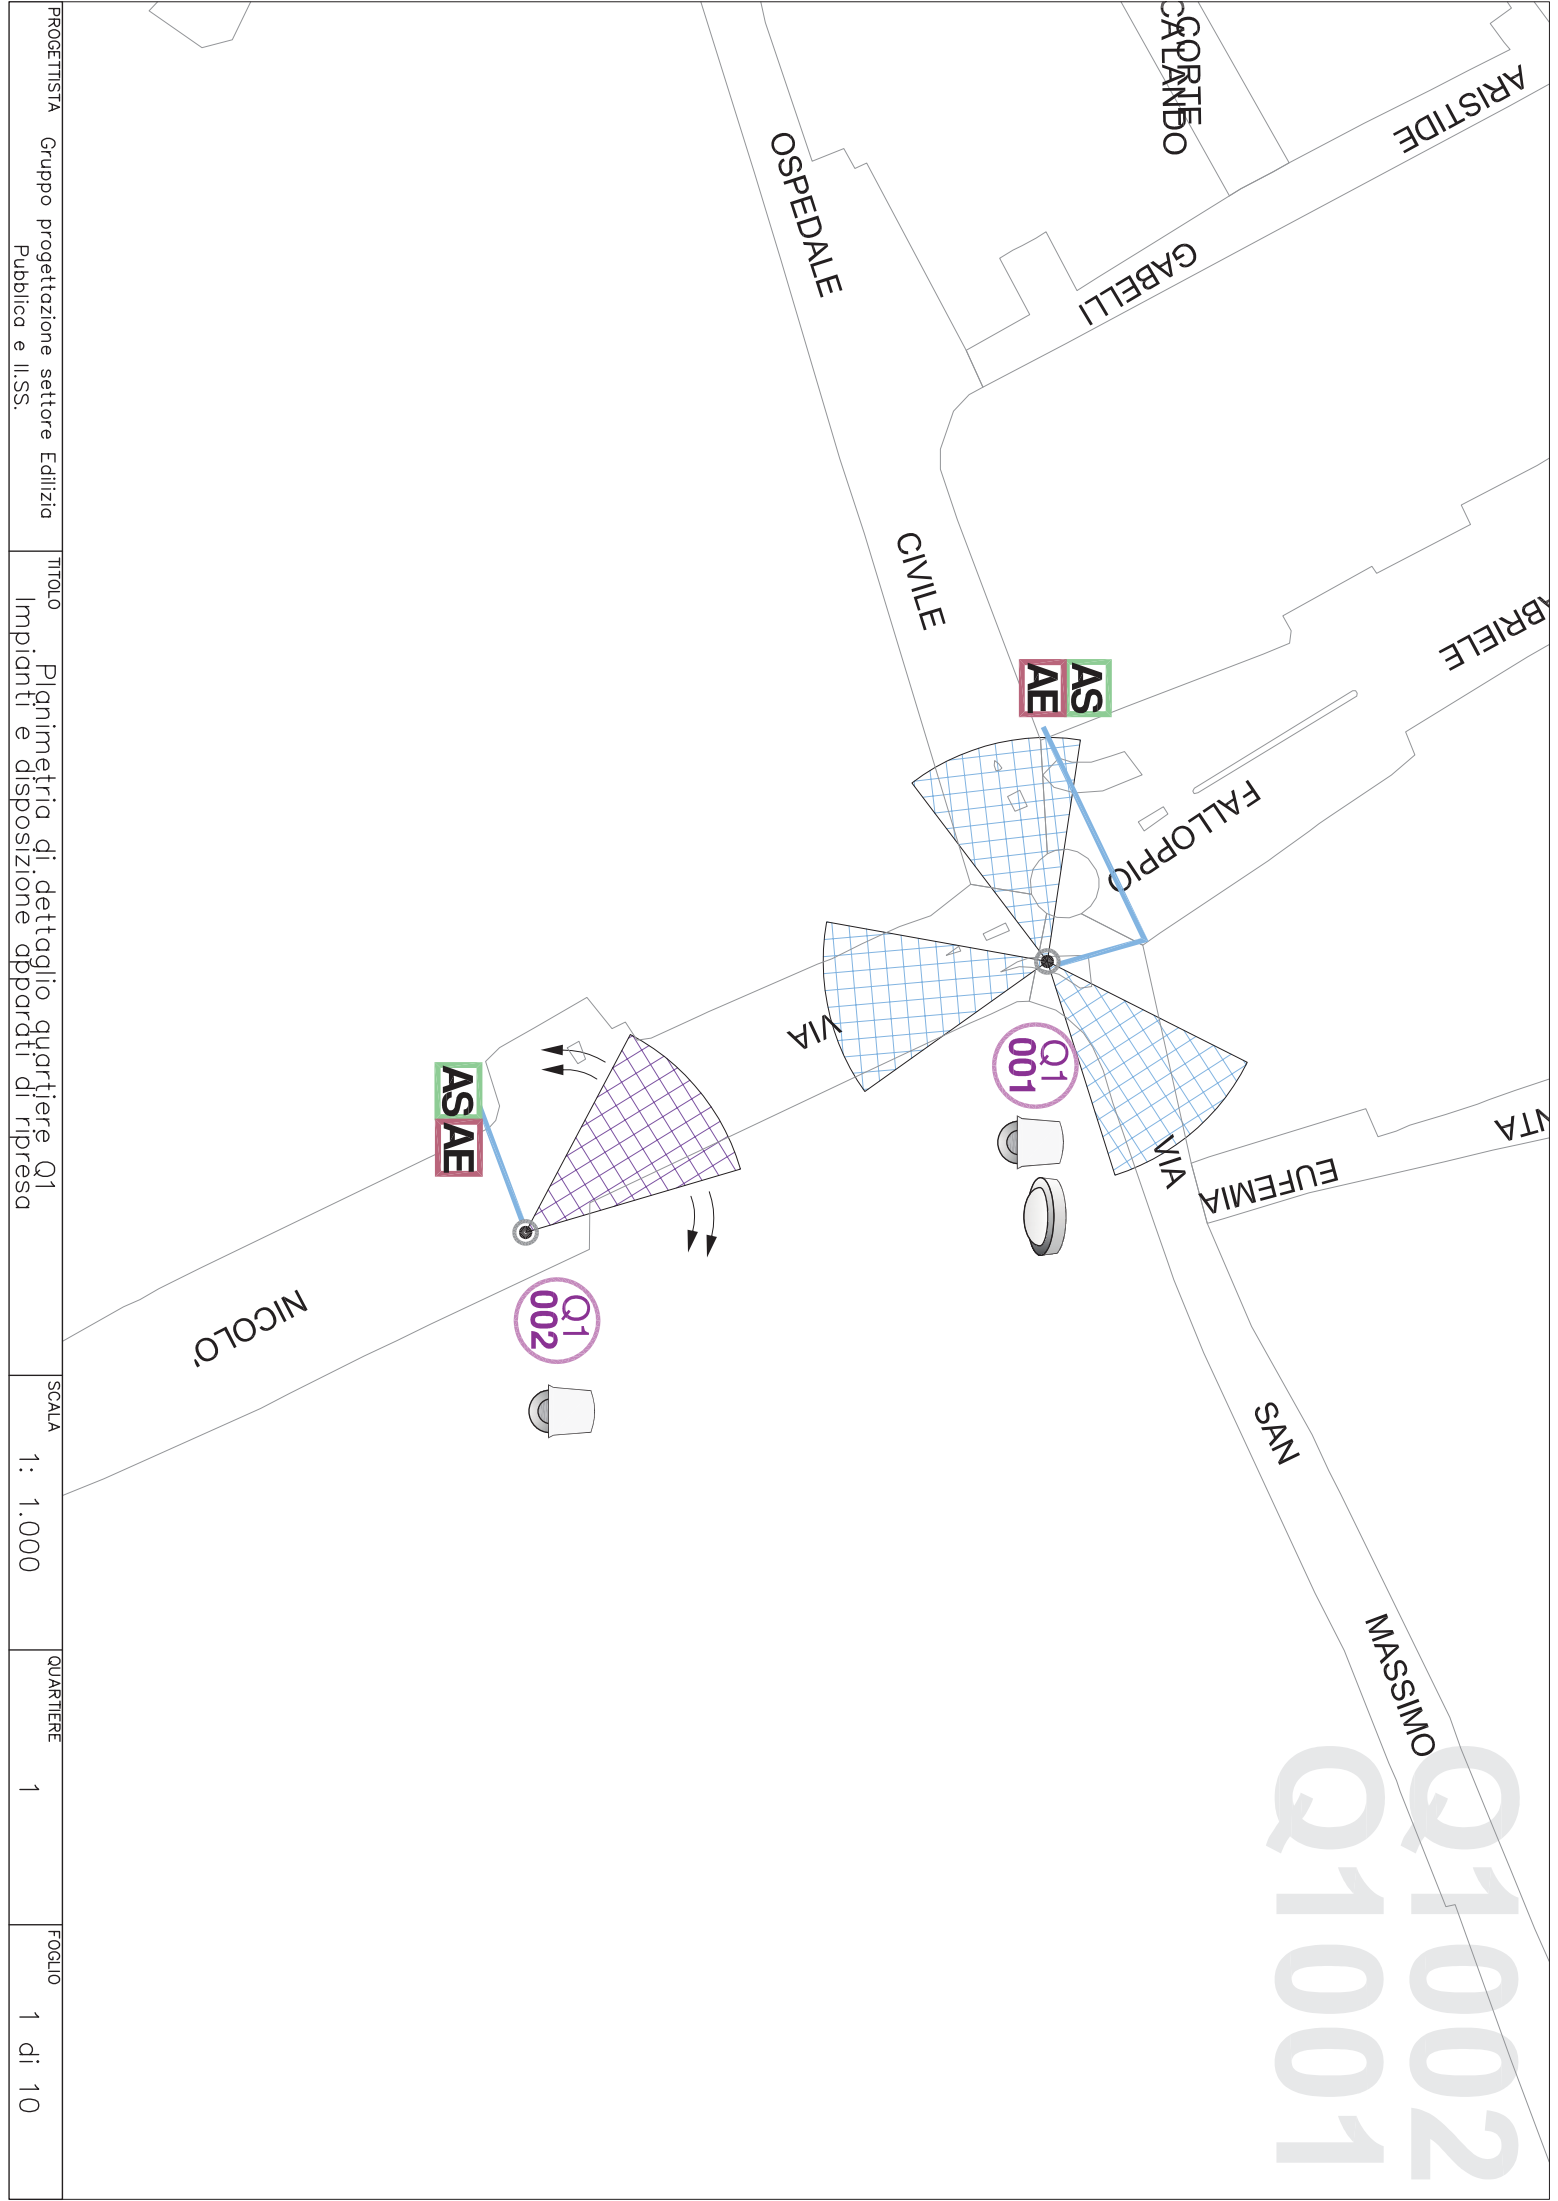 CORTE
CA'LANDO
ARISTIDE
GABELLI
OSPEDALE
CIVILE
FALLOPPIO
AS
AE
VIA
VIA
EUFEMIA
Q1
001
AS
AE
NICOLO'
Q1
002
SAN
MASSIMO
Q1002
Q1001
PROGETTISTA
Gruppo progettazione settore Edilizia
Pubblica e II.SS.
TITOLO
Planimetria di dettaglio quartiere Q1
Impianti e disposizione apparati di ripresa
SCALA
1: 1.000
QUARTIERE
1
FOGLIO
1 di 10